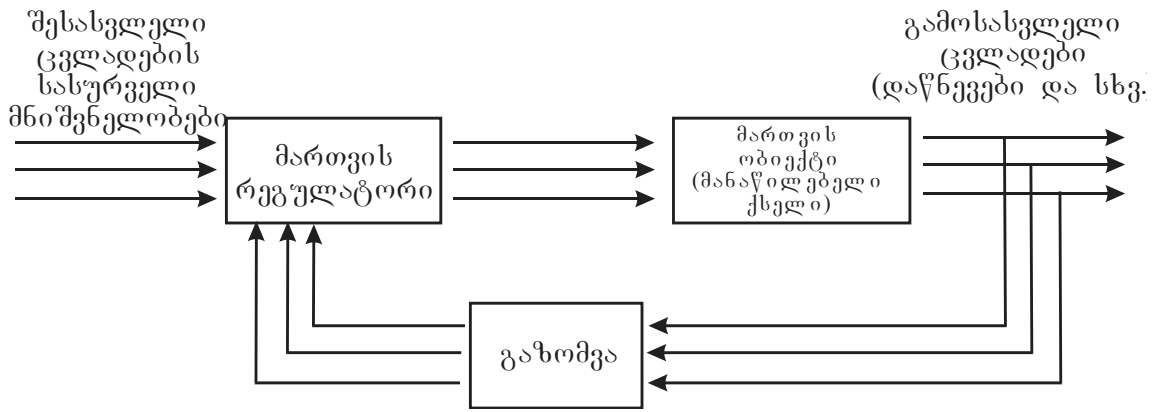 შესასვლელი
ცვლადების
სასურველი
მნიშვნელობები
გამოსასვლელი
ცვლადები
(დაწნევები და სხვ.
მართვის
რეგულატორი
მართვის
ობიექტი
(მანაწილებელი
ქსელი)
გაზომვა